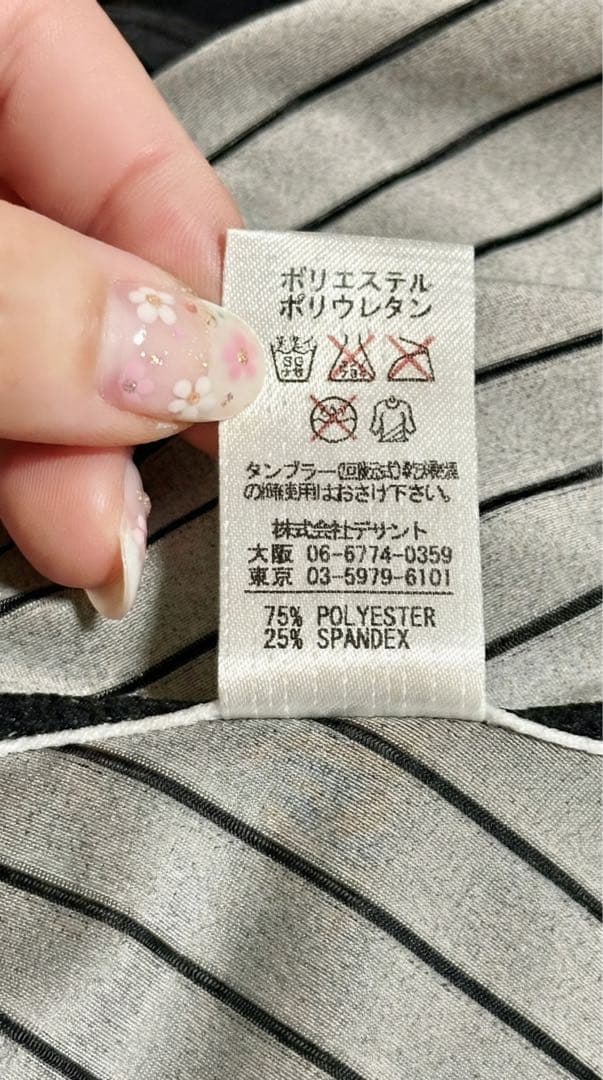 ポリエステル
ポリウレタン
タンブラー(回転式)乾燥機
の御使用はおさけ下さい。
株式会社デサント
大阪 06-6774-0359
東京 03-5979-6101
75% POLYESTER
25% SPANDEX